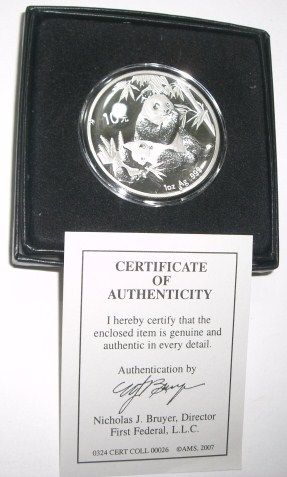 10元
1oz Ag .999
CERTIFICATE
OF
AUTHENTICITY
I hereby certify that the
enclosed item is genuine and
authentic in every detail.
Authentication by
Nicholas J. Bruyer, Director
First Federal, L.L.C.
0324 CERT COLL 00026 ©AMS, 2007